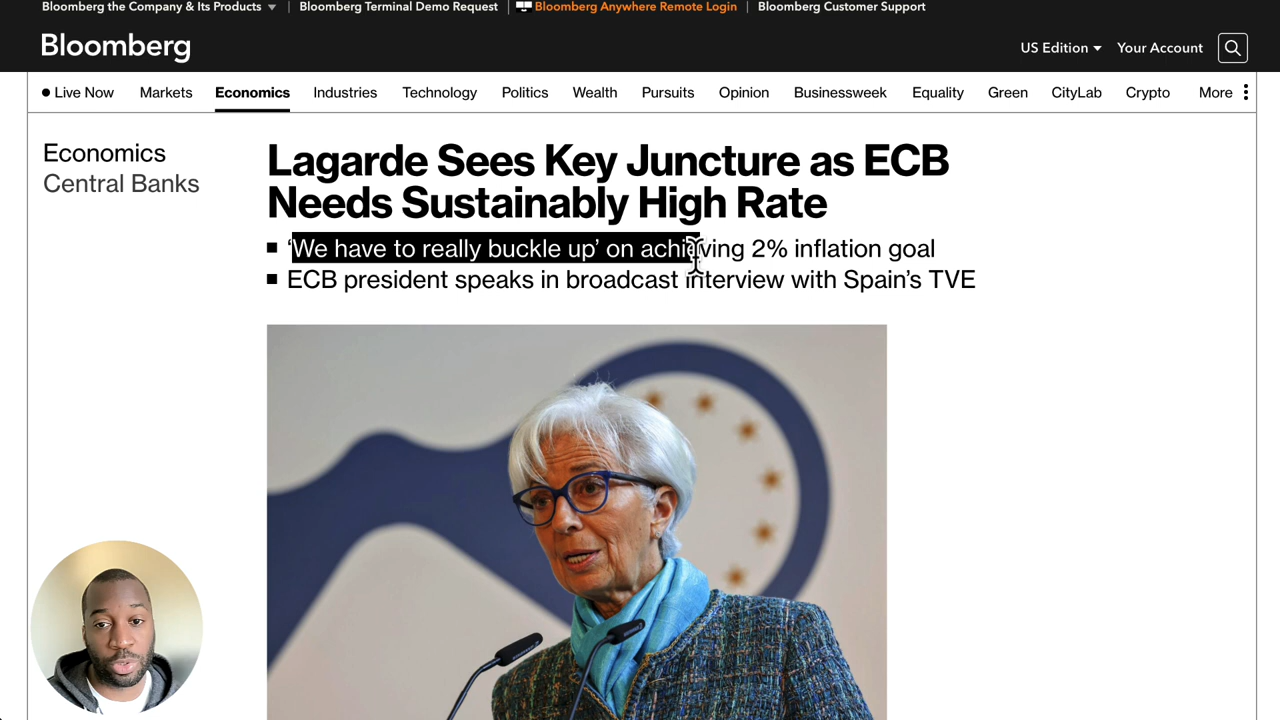 Bloomberg the Company & Its Products
Bloomberg Terminal Demo Request
Bloomberg Anywhere Remote Login
Bloomberg Customer Support
Bloomberg
US Edition
Your Account
Live Now
Markets
Economics
Industries
Technology
Politics
Wealth
Pursuits
Opinion
Businessweek
Equality
Green
CityLab
Crypto
More
Economics
Central Banks
Lagarde Sees Key Juncture as ECB
Needs Sustainably High Rate
‘We have to really buckle up’ on achieving 2% inflation goal
ECB president speaks in broadcast interview with Spain’s TVE